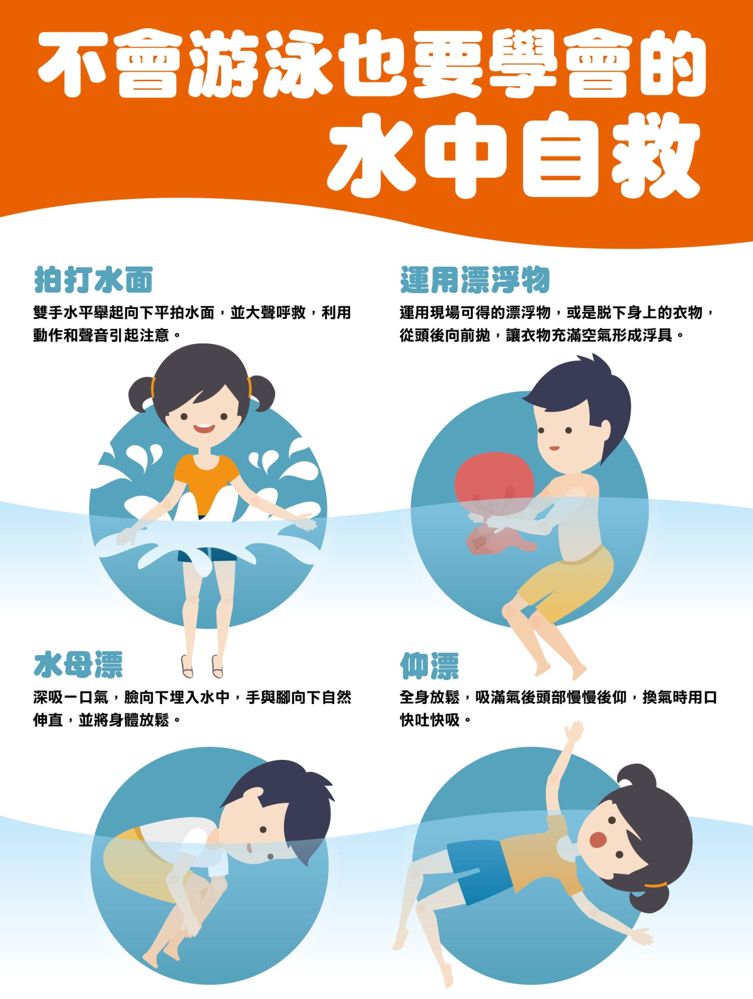 不會游泳也要學會的
水中自救
拍打水面
雙手水平舉起向下平拍水面，並大聲呼救，利用
動作和聲音引起注意。
運用漂浮物
運用現場可得的漂浮物，或是脫下身上的衣物，
從頭後向前拋，讓衣物充滿空氣形成浮具。
水母漂
深吸一口氣，臉向下埋入水中，手與腳向下自然
伸直，並將身體放鬆。
仰漂
全身放鬆，吸滿氣後頭部慢慢後仰，換氣時用口
快吐快吸。